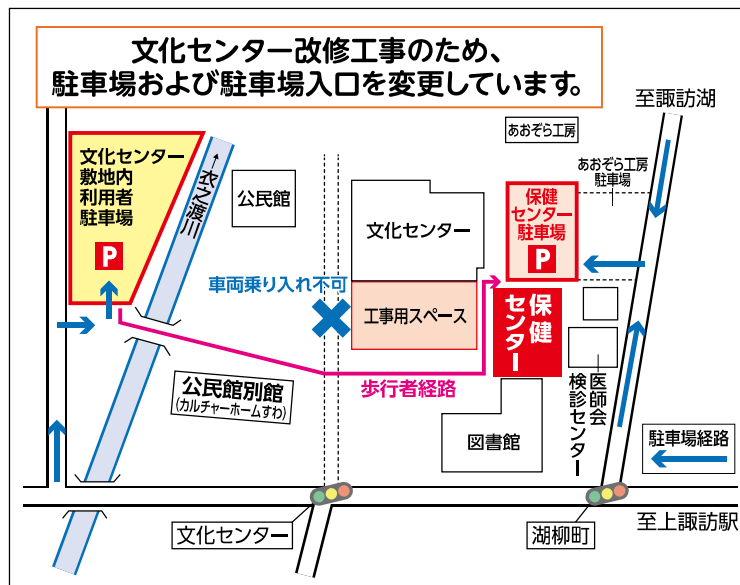 文化センター改修工事のため、
駐車場および駐車場入口を変更しています。
至諏訪湖
あおぞら工房
あおぞら工房
駐車場
文化センター
敷地内
利用者
駐車場
P
←衣之渡川
公民館
文化センター
保健
センター
駐車場
P
車両乗り入れ不可
工事用スペース
保健
センター
歩行者経路
公民館別館
(カルチャーホームすわ)
図書館
医師会
検診センター
駐車場経路
文化センター
湖柳町
至上諏訪駅